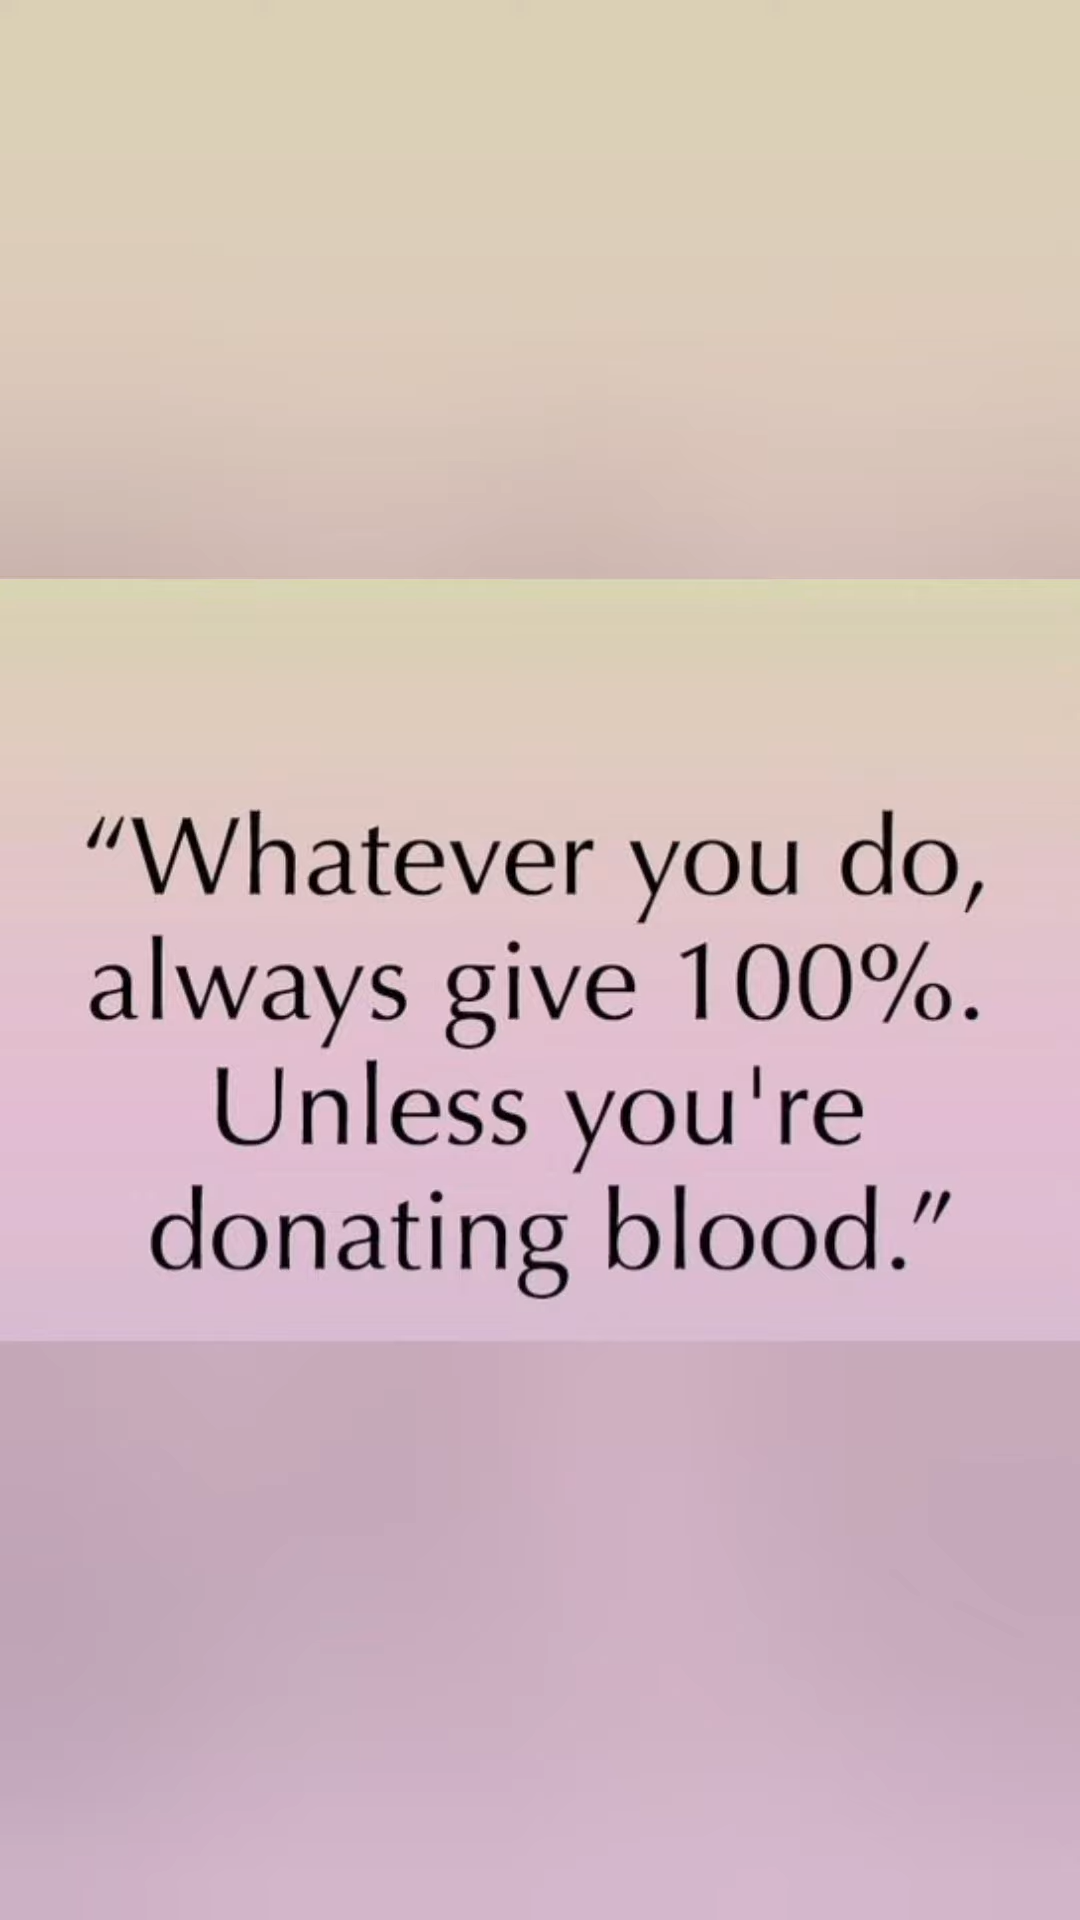 “Whatever you do,
always give 100%.
Unless you're
donating blood.”